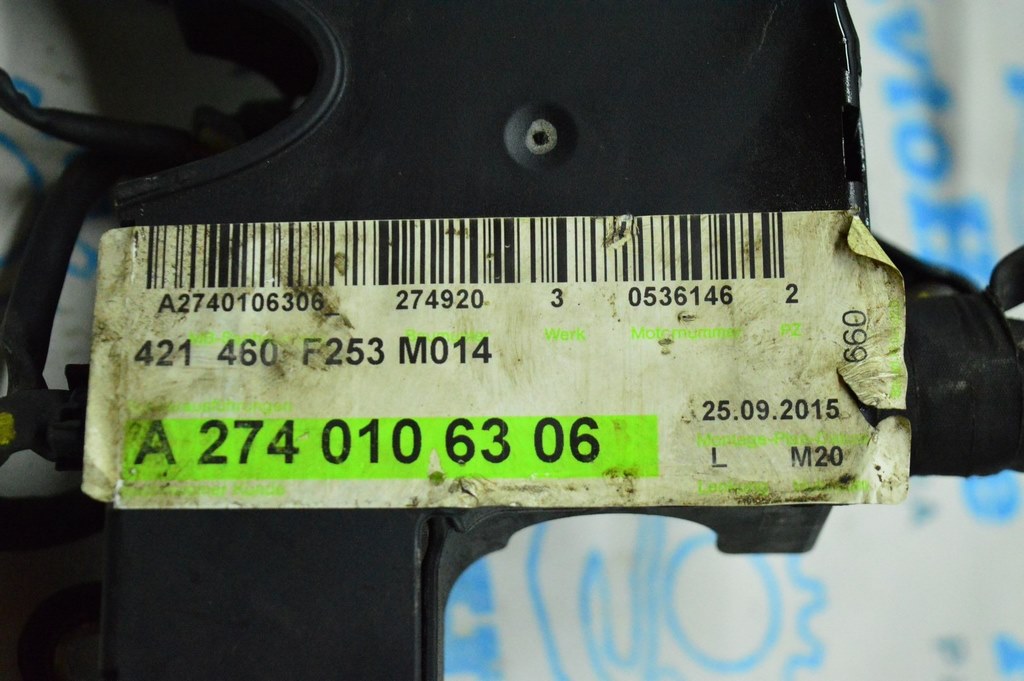 A2740106306 274920 3 0536146 2
Werk Motornummer PZ
421 460 F253 M014
660
A 274 010 63 06
25.09.2015
L M20